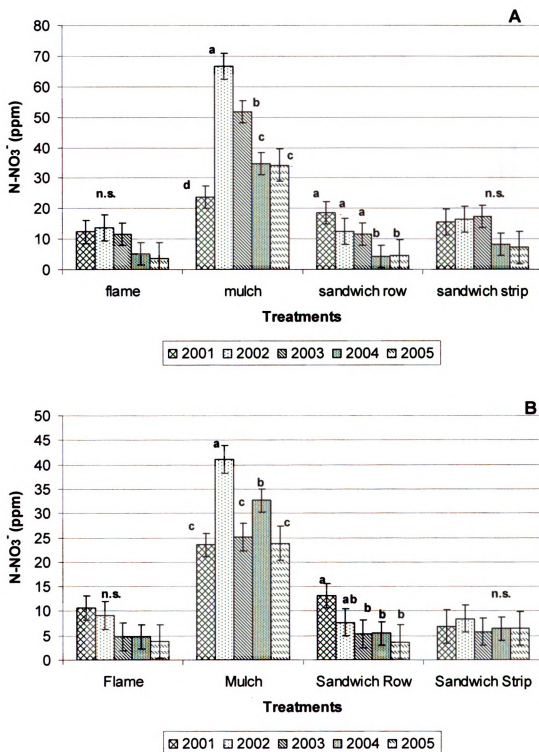 A
80
70
60
50
40
30
20
10
0
N-NO3- (ppm)
n.s.
d
a
b
c
c
a
a
a
b
b
n.s.
flame
mulch
sandwich row
sandwich strip
Treatments
2001
2002
2003
2004
2005
B
50
45
40
35
30
25
20
15
10
5
0
N-NO3- (ppm)
n.s.
c
a
c
b
c
a
ab
b
b
b
n.s.
Flame
Mulch
Sandwich Row
Sandwich Strip
Treatments
2001
2002
2003
2004
2005